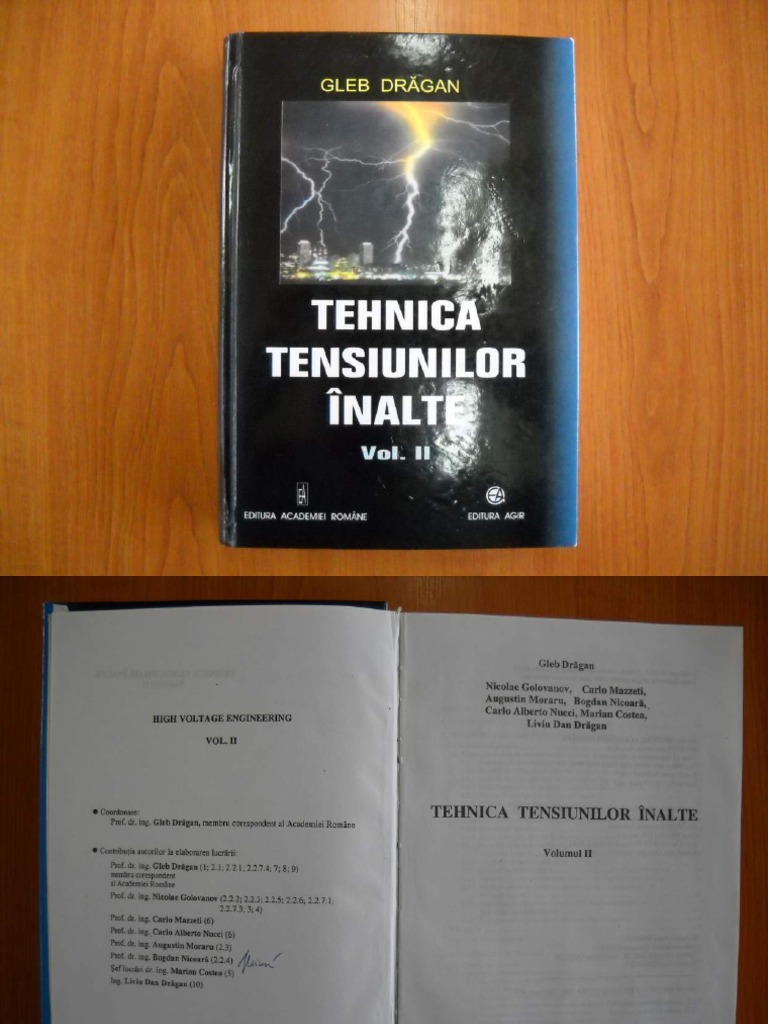 GLEB DRĂGAN
TEHNICA
TENSIUNILOR
ÎNALTE
Vol. II
EDITURA ACADEMIEI ROMÂNE
EDITURA AGIR
HIGH VOLTAGE ENGINEERING
VOL. II
● Coordonare:
Prof. dr. ing. Gleb Drăgan, membru corespondent al Academiei Române
● Contribuția autorilor la elaborarea lucrării:
Prof. dr. ing. Gleb Drăgan (1; 2.1; 2.2.1; 2.2.7.4; 7; 8; 9)
membru corespondent
al Academiei Române
Prof. dr. ing. Nicolae Golovanov (2.2.2; 2.2.3; 2.2.5; 2.2.6; 2.2.7.1;
2.2.7.3; 3; 4)
Prof. dr. ing. Carlo Mazzeti (6)
Prof. dr. ing. Carlo Alberto Nucci (6)
Prof. dr. ing. Augustin Moraru (2.3)
Prof. dr. ing. Bogdan Nicoară (2.2.4)
Șef lucrări dr. ing. Marian Costea (5)
Ing. Liviu Dan Drăgan (10)
Gleb Drăgan
Nicolae Golovanov, Carlo Mazzeti,
Augustin Moraru, Bogdan Nicoară,
Carlo Alberto Nucci, Marian Costea,
Liviu Dan Drăgan
TEHNICA TENSIUNILOR ÎNALTE
Volumul II